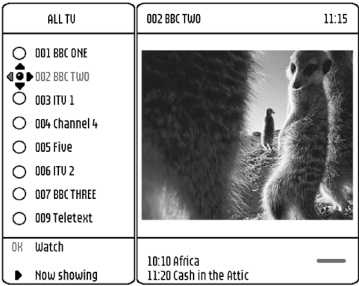 ALL TV
001 BBC ONE
002 BBC TWO
003 ITV 1
004 Channel 4
005 Five
006 ITV 2
007 BBC THREE
009 Teletext
OK Watch
Now showing
002 BBC TWO 11:15
10:10 Africa
11:20 Cash in the Attic